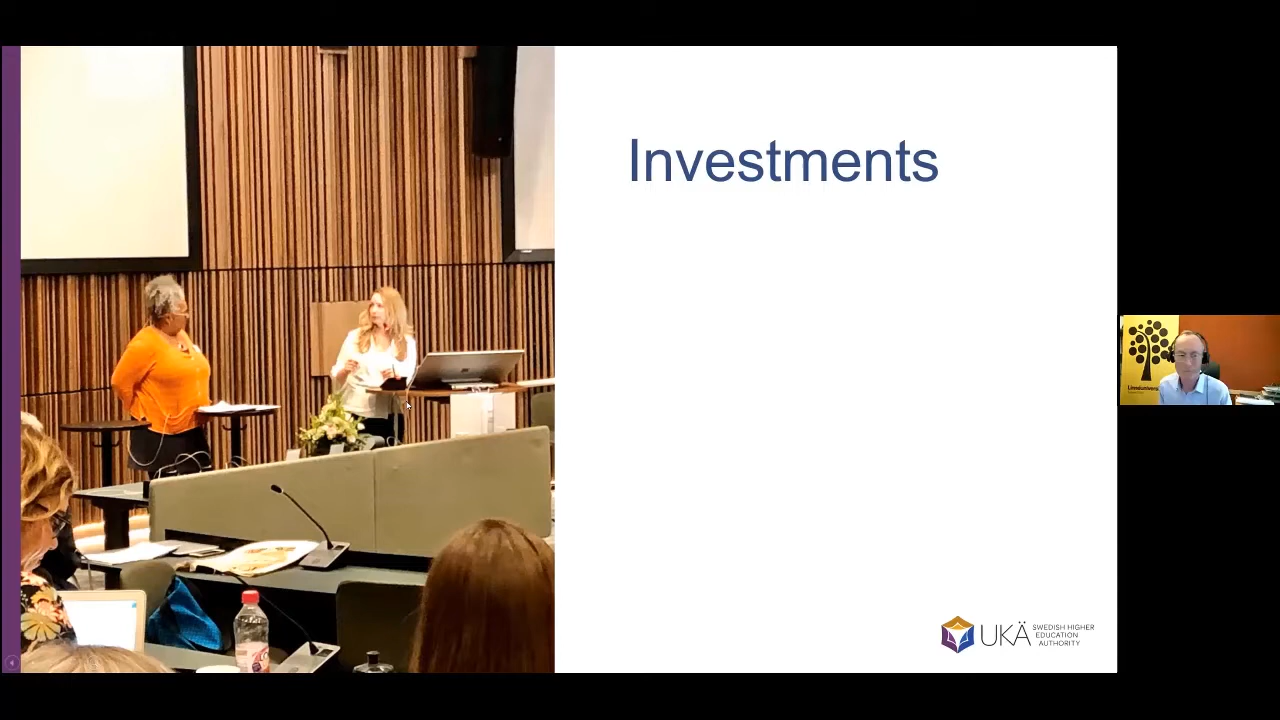 Investments
UKÄ
SWEDISH HIGHER
EDUCATION
AUTHORITY